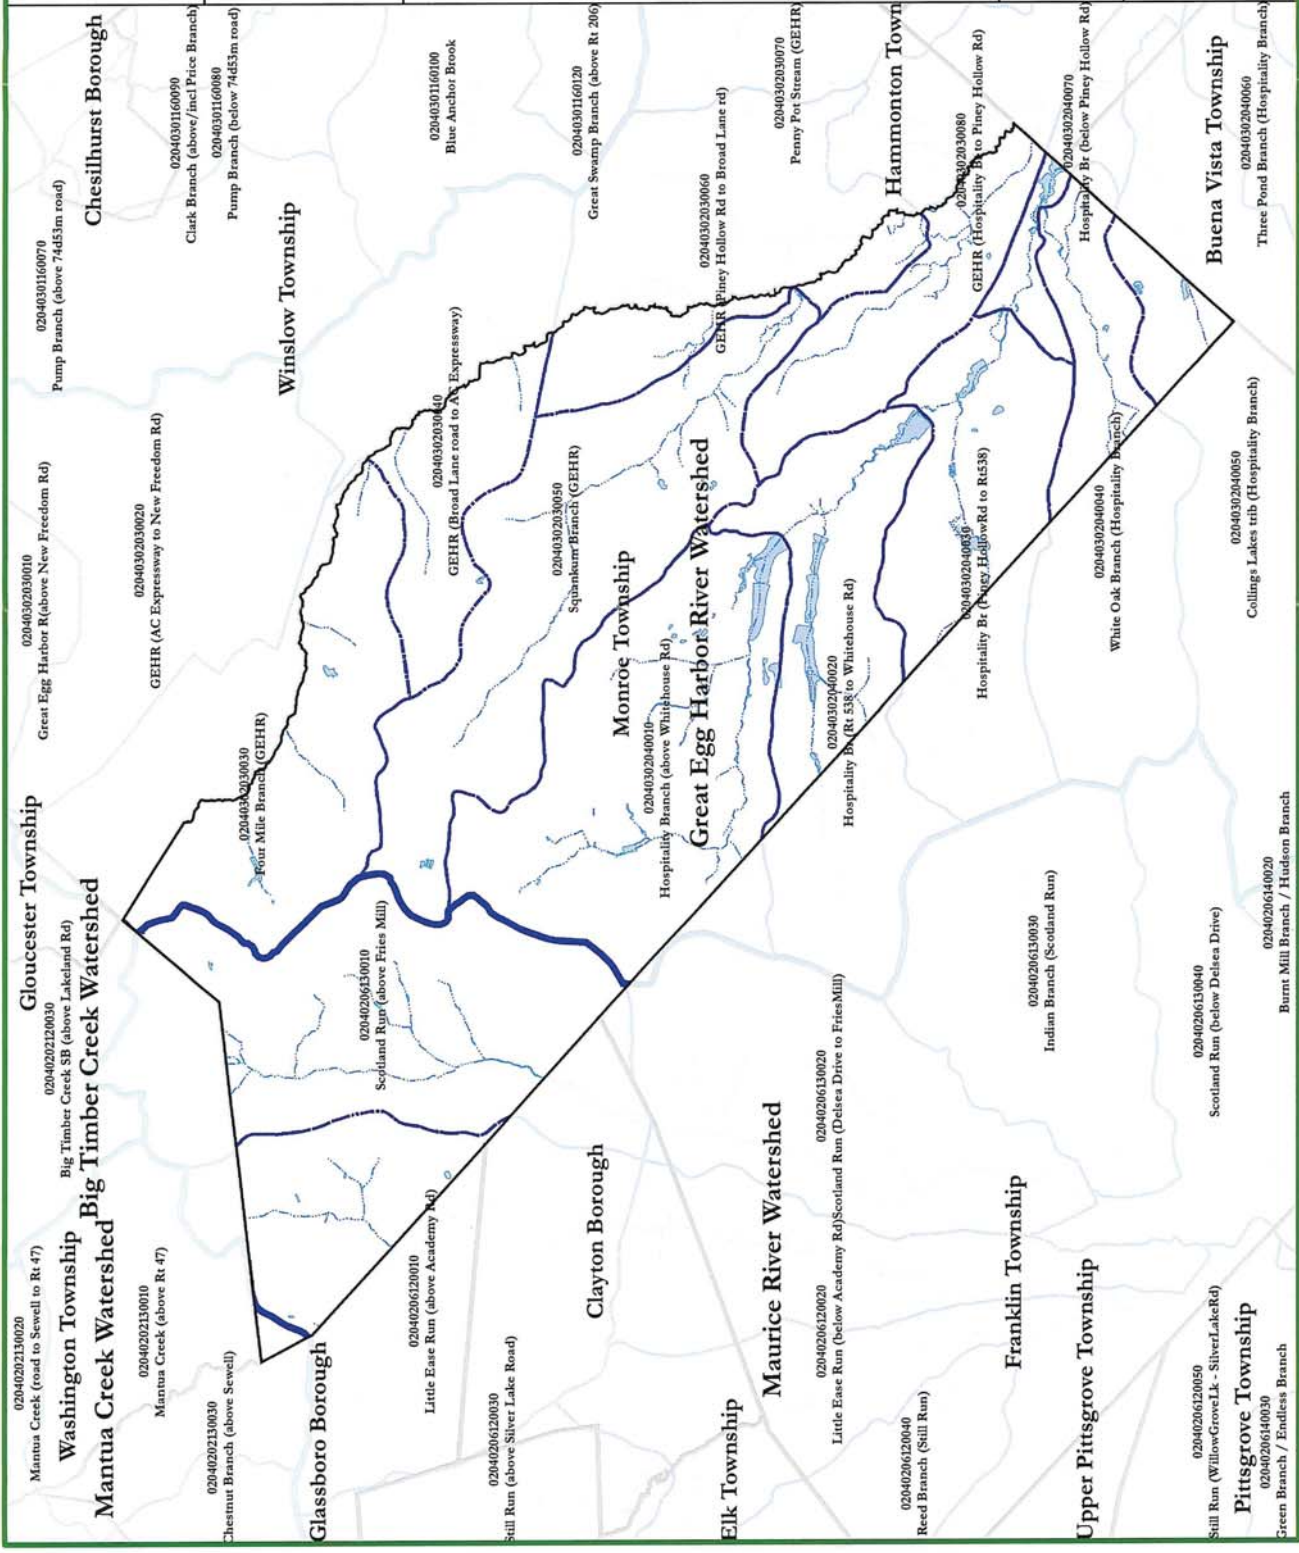 02040202130020
Mantua Creek (road to Sewell to Rt 47)
Washington Township
Mantua Creek Watershed
02040202130010
Mantua Creek (above Rt 47)
02040202130030
Chestnut Branch (above Sewell)
Glassboro Borough
02040206120010
Little Ease Run (above Academy Rd)
02040206120030
Still Run (above Silver Lake Road)
Clayton Borough
Elk Township
Maurice River Watershed
02040206120020
Little Ease Run (below Academy Rd)
02040206130020
Scotland Run (Delsea Drive to FriesMill)
02040206120040
Reed Branch (Still Run)
Franklin Township
Upper Pittsgrove Township
02040206120050
Still Run (WillowGroveLk - SilverLakeRd)
Pittsgrove Township
02040206140030
Green Branch / Endless Branch
Gloucester Township
02040202120030
Big Timber Creek SB (above Lakeland Rd)
Big Timber Creek Watershed
02040302030030
Four Mile Branch (GEHR)
02040206130010
Scotland Run (above Fries Mill)
02040302040010
Hospitality Branch (above Whitehouse Rd)
Monroe Township
Great Egg Harbor River Watershed
02040302040020
Hospitality Br (Rt 538 to Whitehouse Rd)
02040206130030
Indian Branch (Scotland Run)
02040206130040
Scotland Run (below Delsea Drive)
02040206140020
Burnt Mill Branch / Hudson Branch
02040302030010
Great Egg Harbor R(above New Freedom Rd)
02040302030020
GEHR (AC Expressway to New Freedom Rd)
02040301160070
Pump Branch (above 74d53m road)
Chesilhurst Borough
02040301160090
Clark Branch (above/incl Price Branch)
02040301160080
Pump Branch (below 74d53m road)
Winslow Township
02040301160100
Blue Anchor Brook
02040302030040
GEHR (Broad Lane road to AC Expressway)
02040302030050
Squankum Branch (GEHR)
02040301160120
Great Swamp Branch (above Rt 206)
02040302030060
GEHR (Piney Hollow Rd to Broad Lane rd)
02040302030070
Penny Pot Steam (GEHR)
Hammonton Town
02040302030080
GEHR (Hospitality Br to Piney Hollow Rd)
02040302040030
Hospitality Br (Piney HollowRd to Rt538)
02040302040070
Hospitality Br (below Piney Hollow Rd)
02040302040040
White Oak Branch (Hospitality Branch)
Buena Vista Township
02040302040060
Three Pond Branch (Hospitality Branch)
02040302040050
Collings Lakes trib (Hospitality Branch)